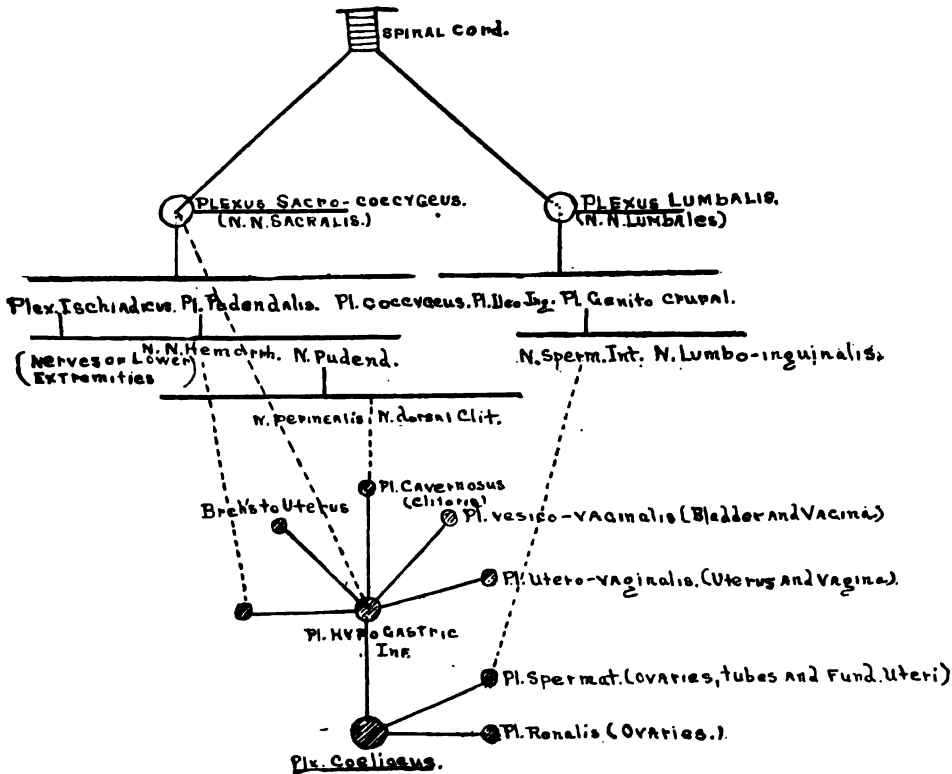 SPIRAL Cord.
PLEXUS SACRO-COCCYGEUS.
(N.N.SACRALIS.)
PLEXUS LUMBALIS.
(N.N.LUMBALES)
Plex.Ischiadicus. Pl.Pudendalis. Pl.Coccygeus. Pl.Ileo Ing. Pl.Genito crural.
(Nerves of Lower Extremities)
N.N.Hemorrh. N.Pudend.
N.Sperm.Int. N.Lumbo-inguinalis.
N.perinealis N.dorsal Clit.
Pl.Cavernosus
(Clitoris)
Brchs to Uterus
Pl.Vesico-Vaginalis (Bladder And Vagina)
Pl.Utero-Vaginalis. (Uterus And Vagina).
Pl.HypoGastric
Inf.
Pl.Spermat. (Ovaries, tubes And Fund.Uteri)
Pl.Renalis (Ovaries.).
Plx. Coeliacus.